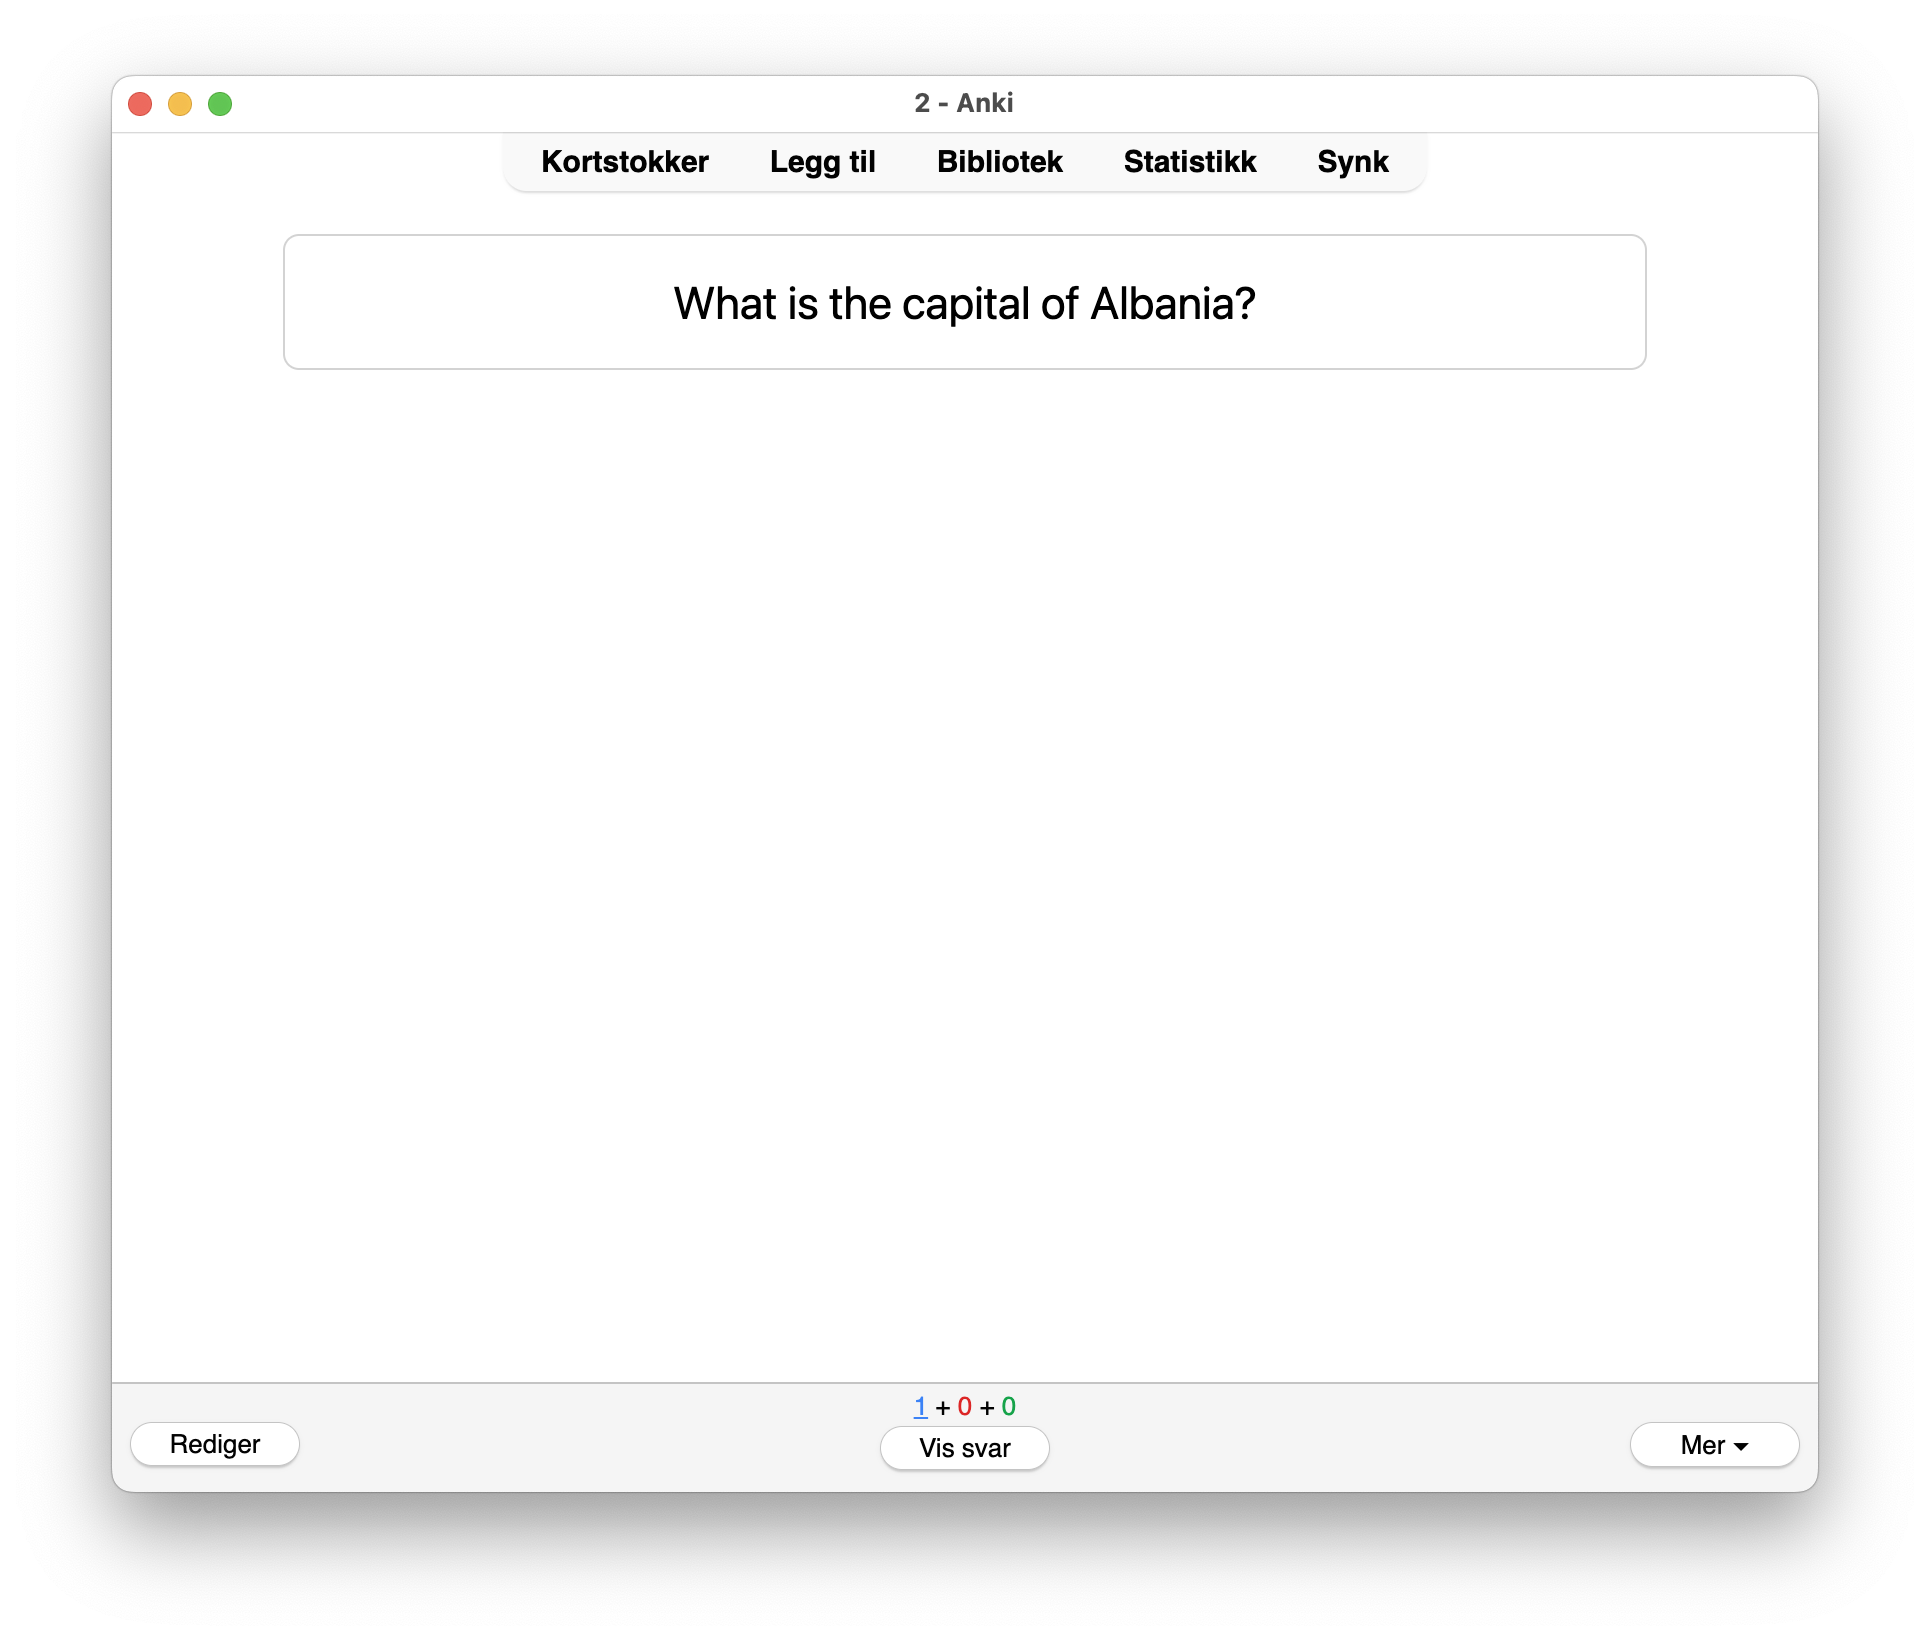 2 - Anki
Kortstokker Legg til Bibliotek Statistikk Synk
What is the capital of Albania?
1 + 0 + 0
Rediger Vis svar Mer